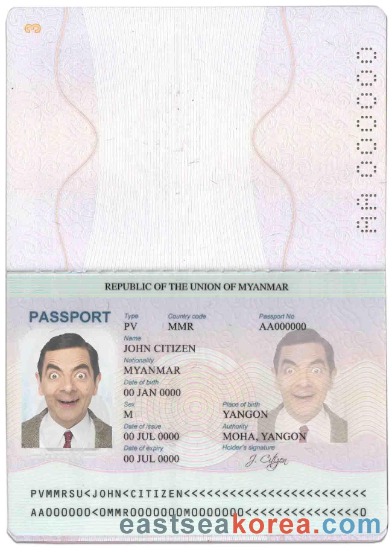 3
AA 000000
REPUBLIC OF THE UNION OF MYANMAR
PASSPORT
Type Country code Passport No
PV MMR AA000000
Name
JOHN CITIZEN
Nationality
MYANMAR
Date of birth
00 JAN 0000
Sex Place of birth
M YANGON
Date of issue Authority
00 JUL 0000 MOHA, YANGON
Date of expiry Holder's signature
00 JUL 0000 J. Citizen
PVMMRSU<JOHN<CITIZEN<<<<<<<<<<<<<<<<<<<<<<<<
AA000000<0MMR0000000M0000000<<<<<<<<<<<<<<<0
eastseakorea.com